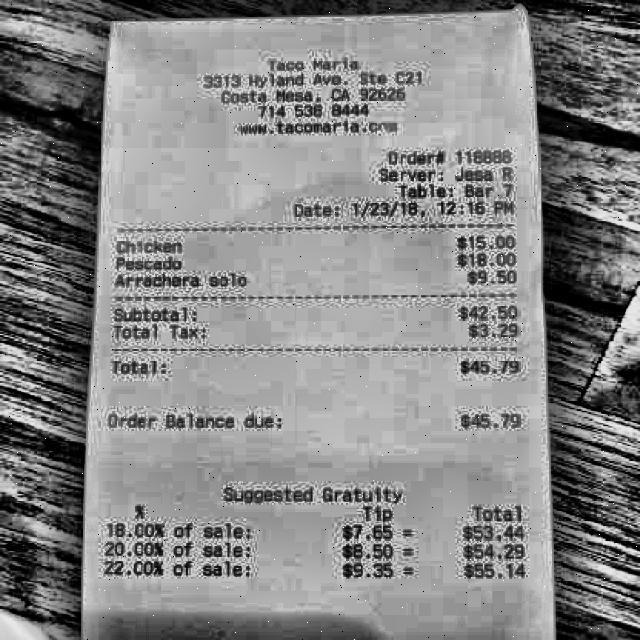 Taco Maria
3313 Hyland Ave. Ste C21
Costa Mesa, CA 92626
714 538 8444
www.tacomaria.com
Order# 116888
Server: Jesa R
Table: Bar 7
Date: 1/23/18, 12:16 PM
Chicken $15.00
Pescado $18.00
Arrachera solo $9.50
Subtotal: $42.50
Total Tax: $3.29
Total: $45.79
Order Balance due: $45.79
Suggested Gratuity
% Tip Total
18.00% of sale: $7.65 = $53.44
20.00% of sale: $8.50 = $54.29
22.00% of sale: $9.35 = $55.14